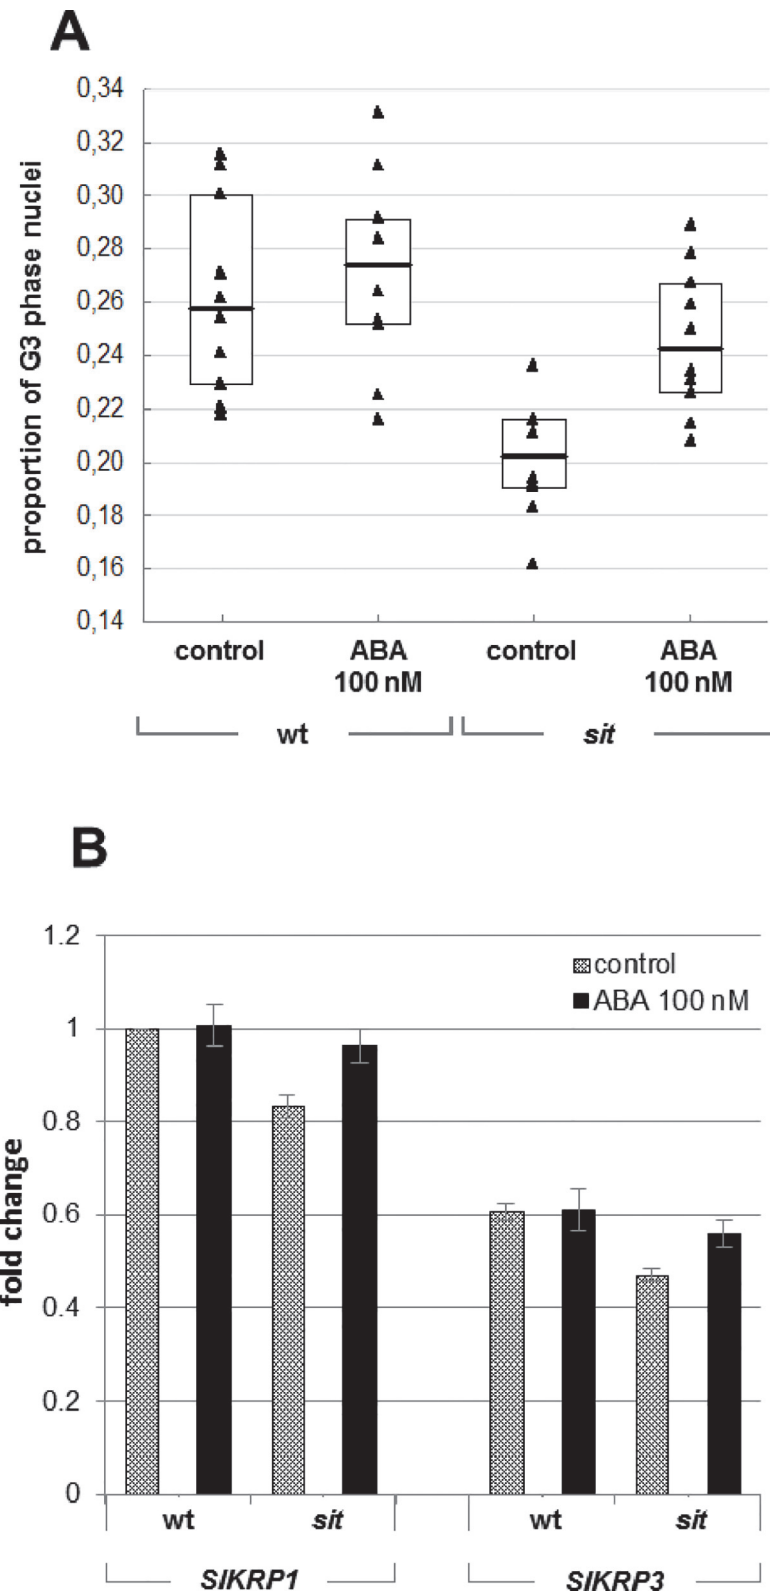 A
proportion of G3 phase nuclei
0,34
0,32
0,30
0,28
0,26
0,24
0,22
0,20
0,18
0,16
0,14
control ABA control ABA
100 nM 100 nM
wt sit
B
fold change
1.2
1
0.8
0.6
0.4
0.2
0
control
ABA 100 nM
wt sit wt sit
SlKRP1 SlKRP3